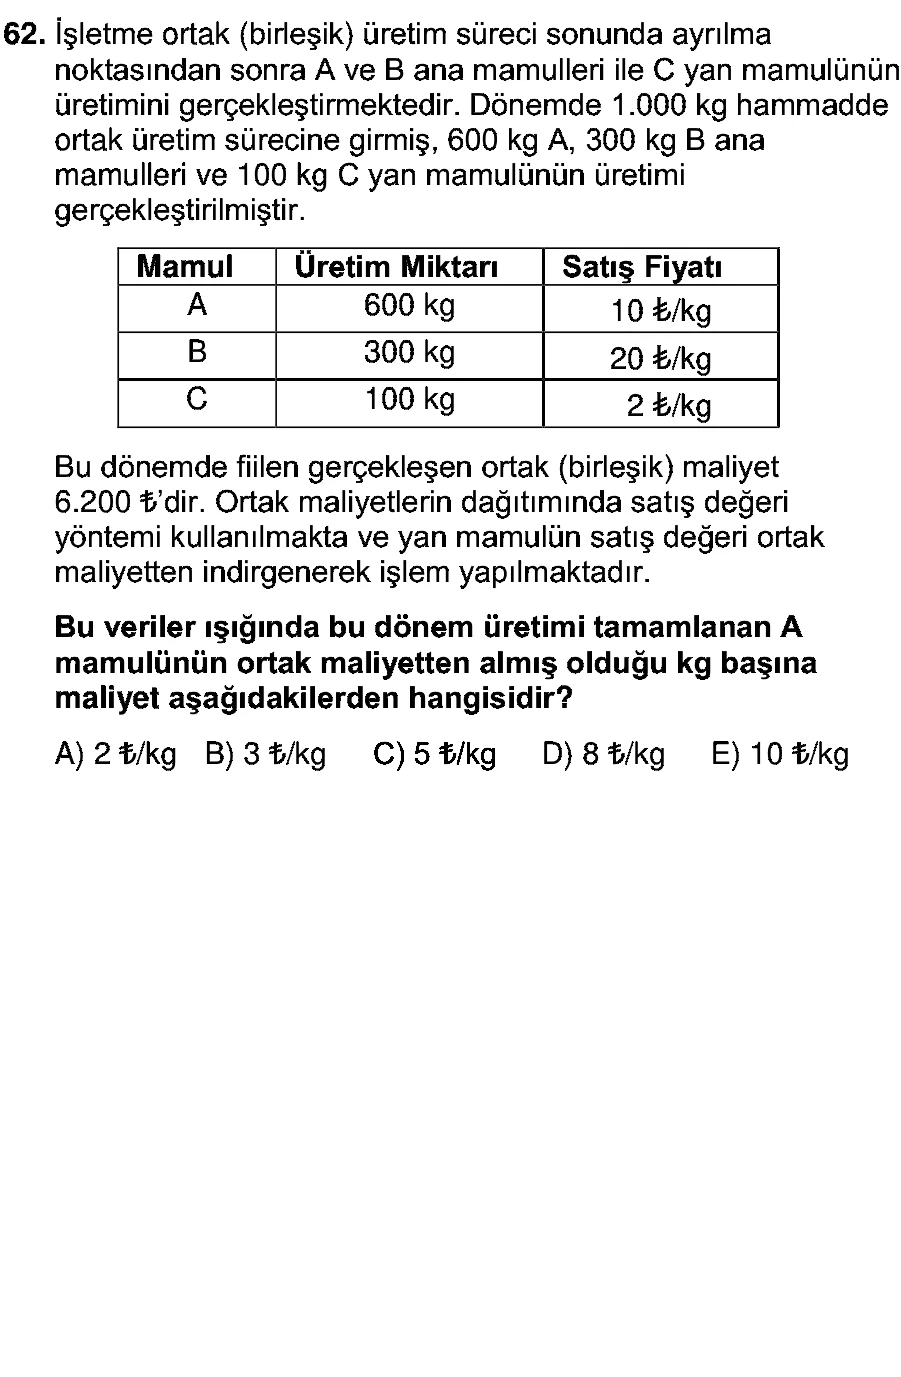 62. İşletme ortak (birleşik) üretim süreci sonunda ayrılma
noktasından sonra A ve B ana mamulleri ile C yan mamulünün
üretimini gerçekleştirmektedir. Dönemde 1.000 kg hammadde
ortak üretim sürecine girmiş, 600 kg A, 300 kg B ana
mamulleri ve 100 kg C yan mamulünün üretimi
gerçekleştirilmiştir.
Mamul Üretim Miktarı Satış Fiyatı
A 600 kg 10 ₺/kg
B 300 kg 20 ₺/kg
C 100 kg 2 ₺/kg
Bu dönemde fiilen gerçekleşen ortak (birleşik) maliyet
6.200 ₺’dir. Ortak maliyetlerin dağıtımında satış değeri
yöntemi kullanılmakta ve yan mamulün satış değeri ortak
maliyetten indirgenerek işlem yapılmaktadır.
Bu veriler ışığında bu dönem üretimi tamamlanan A
mamulünün ortak maliyetten almış olduğu kg başına
maliyet aşağıdakilerden hangisidir?
A) 2 ₺/kg B) 3 ₺/kg C) 5 ₺/kg D) 8 ₺/kg E) 10 ₺/kg